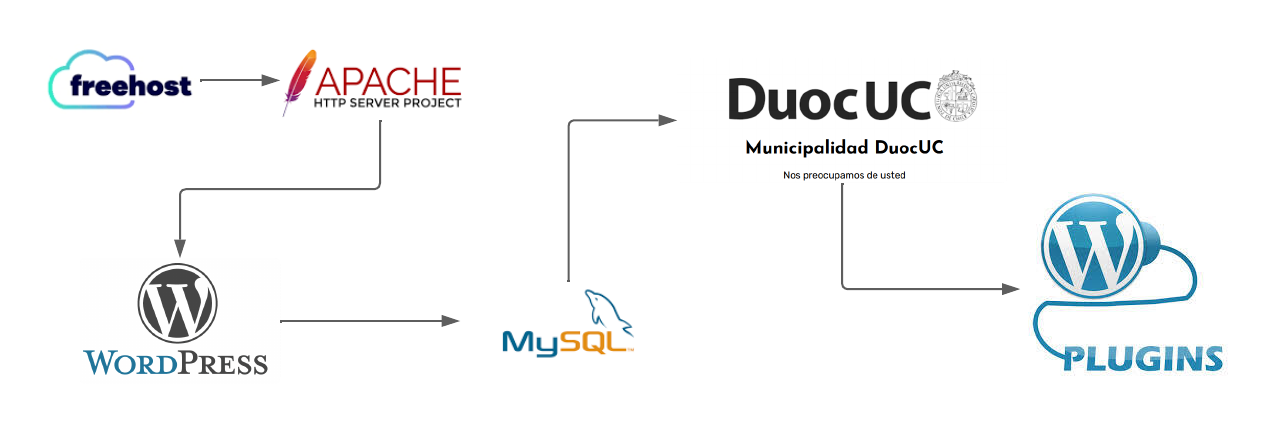 freehost
APACHE
HTTP SERVER PROJECT
WORDPRESS
MySQL
DuocUC
Municipalidad DuocUC
Nos preocupamos de usted
PLUGINS